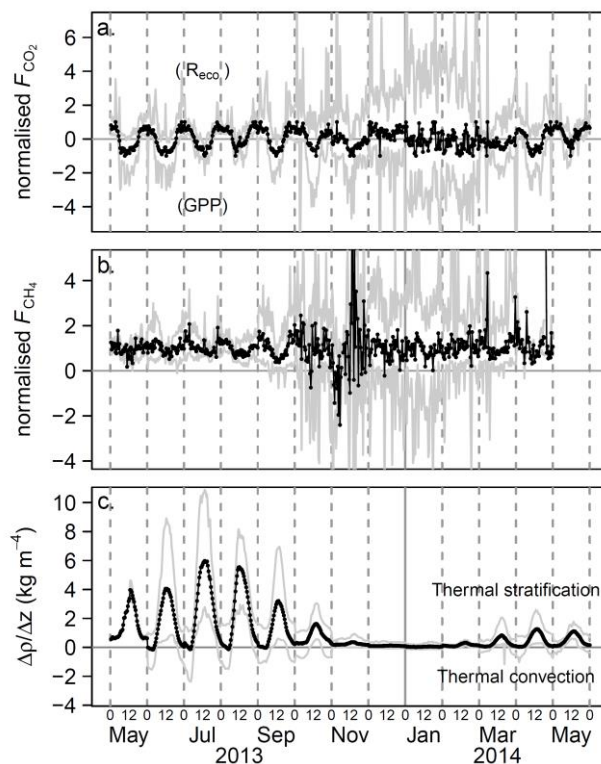 a.
normalised F_CO₂
6
4
2
0
−2
−4
(R_eco.)
(GPP)
b.
normalised F_CH₄
4
2
0
−2
−4
c.
Δρ/Δz (kg m⁻⁴)
10
8
6
4
2
0
−2
−4
Thermal stratification
Thermal convection
0 12 0 12 0 12 0 12 0 12 0 12 0 12 0 12 0 12 0 12 0 12 0 12 0 12 0
May Jul Sep Nov Jan Mar May
2013 2014